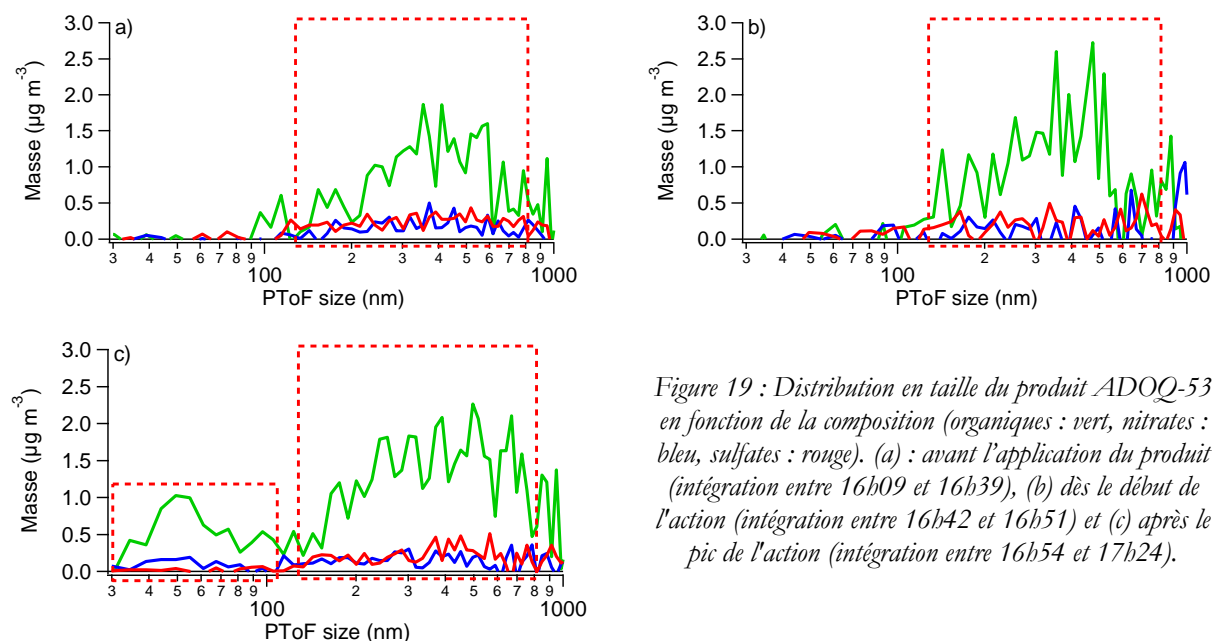 a)
3.0
2.5
2.0
1.5
1.0
0.5
0.0
Masse (µg m⁻³)
3 4 5 6 7 8 9 100 2 3 4 5 6 7 8 9 1000
PToF size (nm)
b)
3.0
2.5
2.0
1.5
1.0
0.5
0.0
Masse (µg m⁻³)
3 4 5 6 7 8 9 100 2 3 4 5 6 7 8 9 1000
PToF size (nm)
c)
3.0
2.5
2.0
1.5
1.0
0.5
0.0
Masse (µg m⁻³)
3 4 5 6 7 8 9 100 2 3 4 5 6 7 8 9 1000
PToF size (nm)
Figure 19 : Distribution en taille du produit ADOQ-53
en fonction de la composition (organiques : vert, nitrates :
bleu, sulfates : rouge). (a) : avant l'application du produit
(intégration entre 16h09 et 16h39), (b) dès le début de
l'action (intégration entre 16h42 et 16h51) et (c) après le
pic de l'action (intégration entre 16h54 et 17h24).